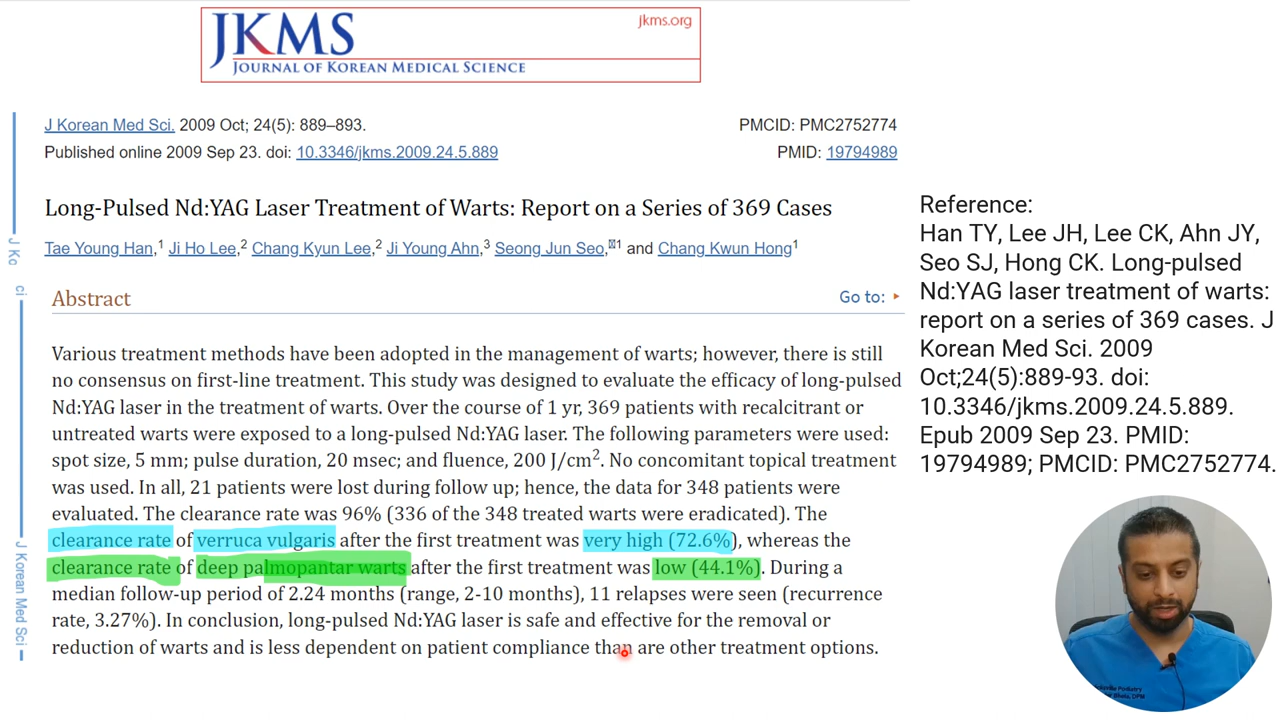 JKMS
jkms.org
JOURNAL OF KOREAN MEDICAL SCIENCE
J Korean Med Sci. 2009 Oct; 24(5): 889–893.
PMCID: PMC2752774
Published online 2009 Sep 23. doi: 10.3346/jkms.2009.24.5.889
PMID: 19794989
Long-Pulsed Nd:YAG Laser Treatment of Warts: Report on a Series of 369 Cases
Tae Young Han,1 Ji Ho Lee,2 Chang Kyun Lee,2 Ji Young Ahn,3 Seong Jun Seo,1 and Chang Kwun Hong1
Abstract
Go to:
Various treatment methods have been adopted in the management of warts; however, there is still
no consensus on first-line treatment. This study was designed to evaluate the efficacy of long-pulsed
Nd:YAG laser in the treatment of warts. Over the course of 1 yr, 369 patients with recalcitrant or
untreated warts were exposed to a long-pulsed Nd:YAG laser. The following parameters were used:
spot size, 5 mm; pulse duration, 20 msec; and fluence, 200 J/cm2. No concomitant topical treatment
was used. In all, 21 patients were lost during follow up; hence, the data for 348 patients were
evaluated. The clearance rate was 96% (336 of the 348 treated warts were eradicated). The
clearance rate of verruca vulgaris after the first treatment was very high (72.6%), whereas the
clearance rate of deep palmopantar warts after the first treatment was low (44.1%). During a
median follow-up period of 2.24 months (range, 2-10 months), 11 relapses were seen (recurrence
rate, 3.27%). In conclusion, long-pulsed Nd:YAG laser is safe and effective for the removal or
reduction of warts and is less dependent on patient compliance than are other treatment options.
J Ko
ci
J Korean Med Sci
Reference:
Han TY, Lee JH, Lee CK, Ahn JY,
Seo SJ, Hong CK. Long-pulsed
Nd:YAG laser treatment of warts:
report on a series of 369 cases. J
Korean Med Sci. 2009
Oct;24(5):889-93. doi:
10.3346/jkms.2009.24.5.889.
Epub 2009 Sep 23. PMID:
19794989; PMCID: PMC2752774.
Podiatry
DPM